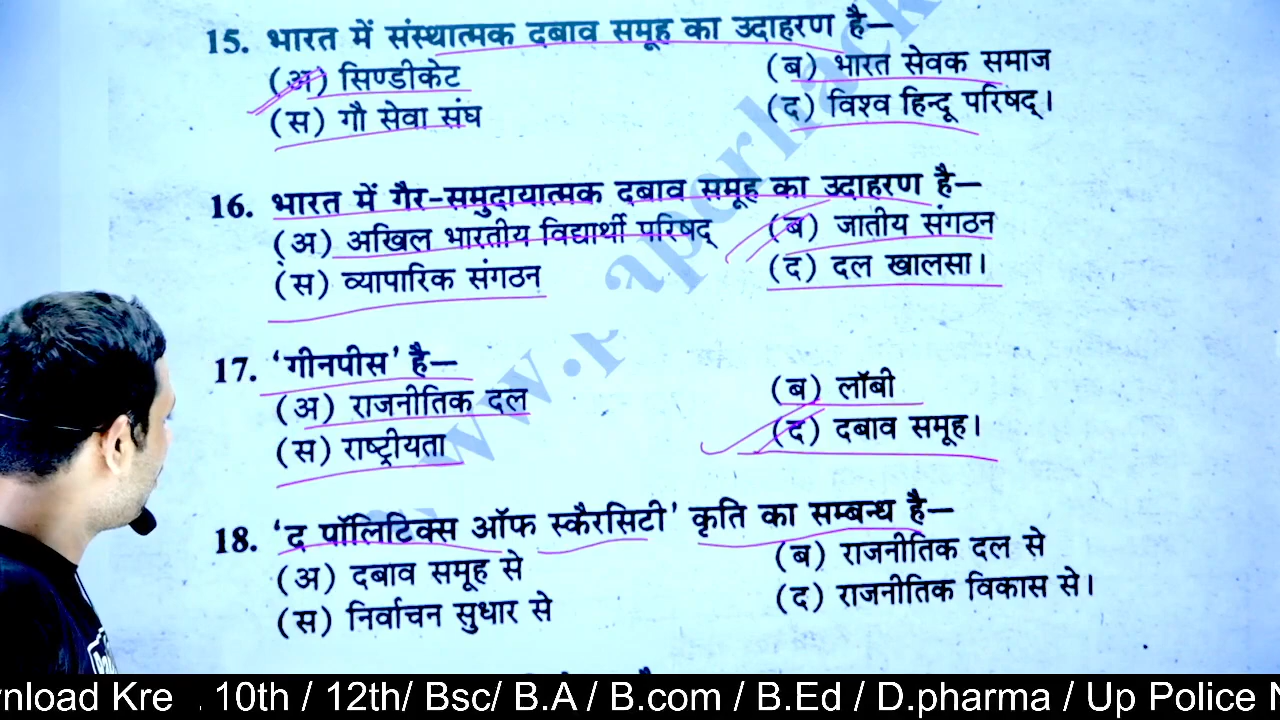 15. भारत में संस्थात्मक दबाव समूह का उदाहरण है—
(अ) सिण्डीकेट (ब) भारत सेवक समाज
(स) गौ सेवा संघ (द) विश्व हिन्दू परिषद्।
16. भारत में गैर-समुदायात्मक दबाव समूह का उदाहरण है—
(अ) अखिल भारतीय विद्यार्थी परिषद् (ब) जातीय संगठन
(स) व्यापारिक संगठन (द) दल खालसा।
17. 'गीनपीस' है—
(अ) राजनीतिक दल (ब) लॉबी
(स) राष्ट्रीयता (द) दबाव समूह।
18. 'द पॉलिटिक्स ऑफ स्कैरसिटी' कृति का सम्बन्ध है—
(अ) दबाव समूह से (ब) राजनीतिक दल से
(स) निर्वाचन सुधार से (द) राजनीतिक विकास से।
wnload Kre . 10th / 12th/ Bsc/ B.A / B.com / B.Ed / D.pharma / Up Police N